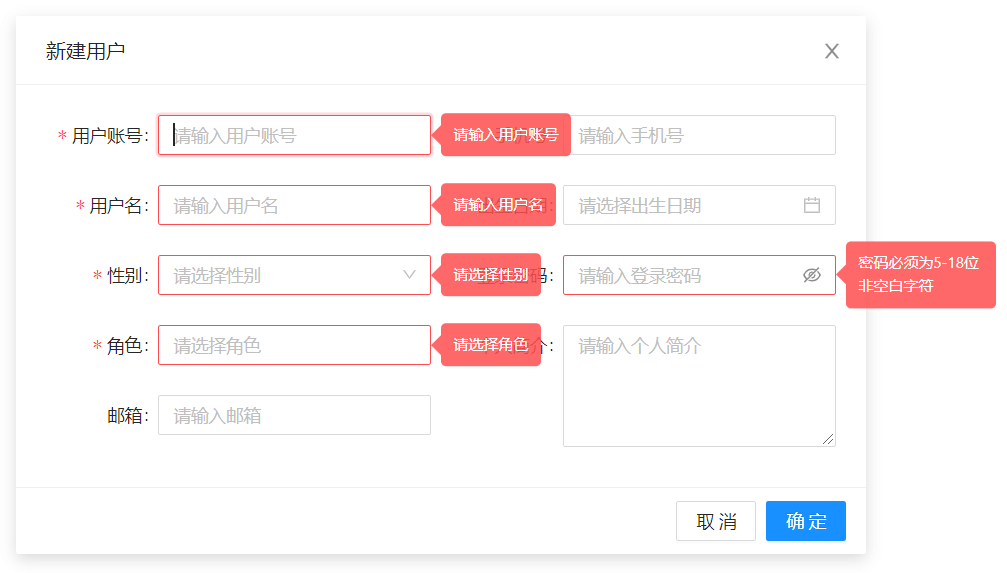 新建用户
* 用户账号: 请输入用户账号 请输入用户账号 请输入手机号
* 用户名: 请输入用户名 请输入用户名 : 请选择出生日期
* 性别: 请选择性别 请选择性别 码: 请输入登录密码 密码必须为5-18位
非空白字符
* 角色: 请选择角色 请选择角色 介: 请输入个人简介
邮箱: 请输入邮箱
取消 确定